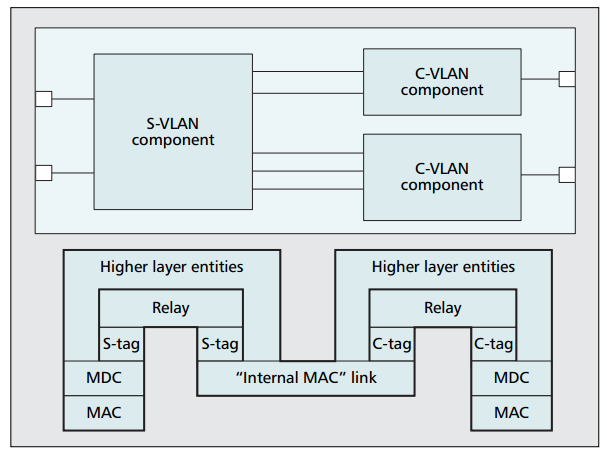 S-VLAN
component
C-VLAN
component
C-VLAN
component
Higher layer entities
Relay
S-tag
S-tag
MDC
MAC
"Internal MAC" link
Higher layer entities
Relay
C-tag
C-tag
MDC
MAC